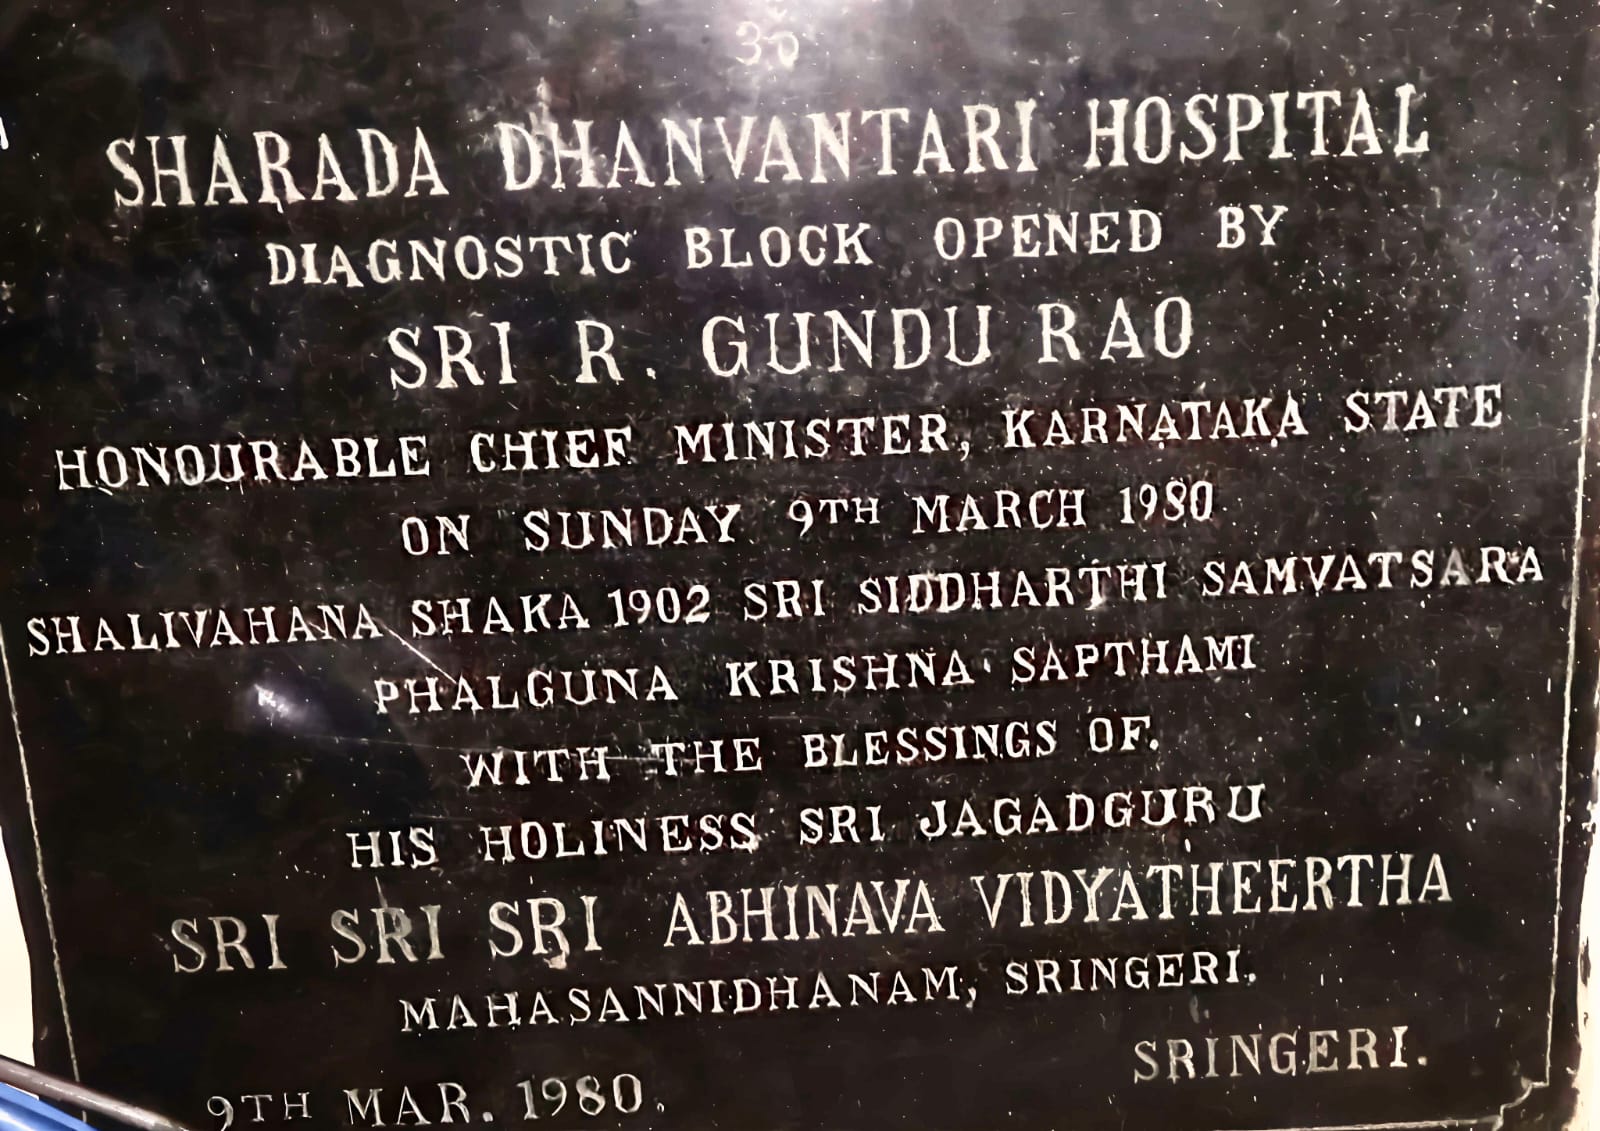 ॐ
SHARADA DHANVANTARI HOSPITAL
DIAGNOSTIC BLOCK OPENED BY
SRI R. GUNDU RAO
HONOURABLE CHIEF MINISTER, KARNATAKA STATE
ON SUNDAY 9TH MARCH 1980
SHALIVAHANA SHAKA 1902 SRI SIDDHARTHI SAMVATSARA
PHALGUNA KRISHNA SAPTHAMI
WITH THE BLESSINGS OF.
HIS HOLINESS SRI JAGADGURU
SRI SRI SRI ABHINAVA VIDYATHEERTHA
MAHASANNIDHANAM, SRINGERI.
SRINGERI.
9TH MAR. 1980.